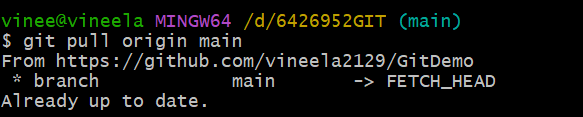 vinee@vineela MINGW64 /d/6426952GIT (main)
$ git pull origin main
From https://github.com/vineela2129/GitDemo
 * branch            main       -> FETCH_HEAD
Already up to date.